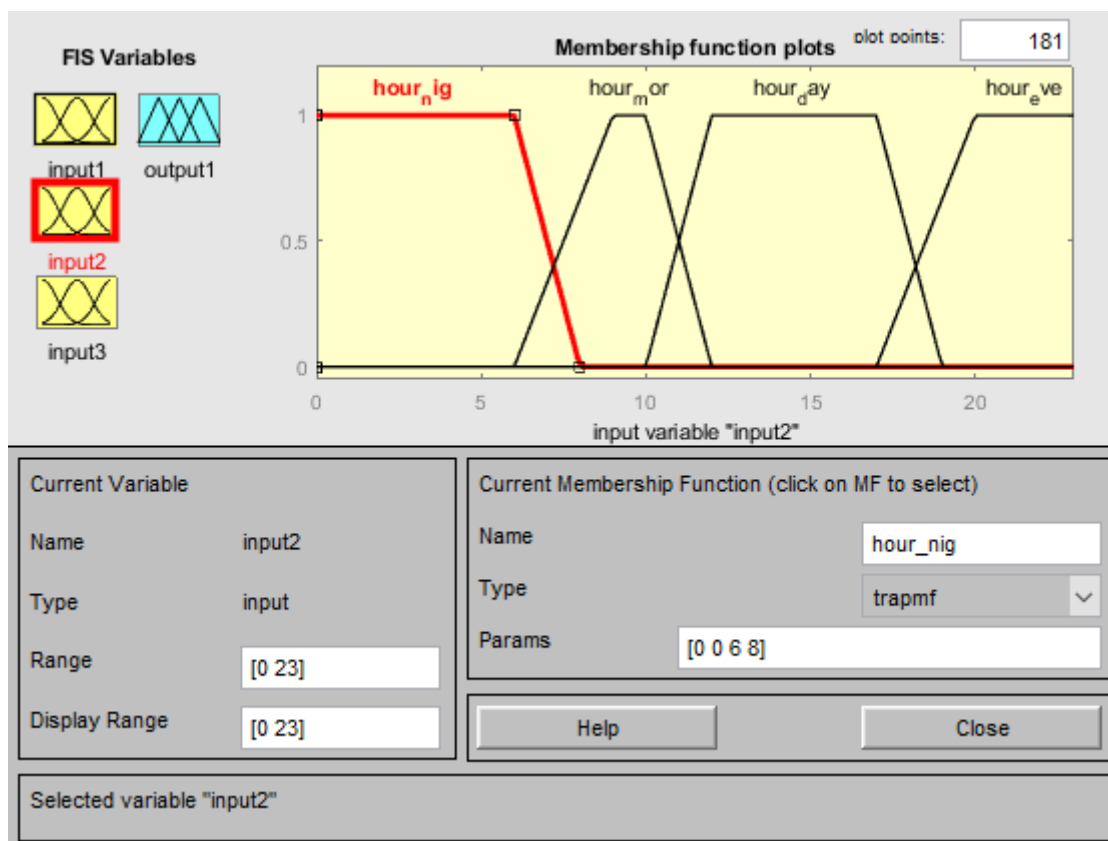 FIS Variables
Membership function plots
plot points:
181
hour_nig
hour_mor
hour_day
hour_eve
input1
output1
input2
input3
1
0.5
0
0
5
10
15
20
input variable "input2"
Current Variable
Name
input2
Type
input
Range
[0 23]
Display Range
[0 23]
Current Membership Function (click on MF to select)
Name
hour_nig
Type
trapmf
Params
[0 0 6 8]
Help
Close
Selected variable "input2"